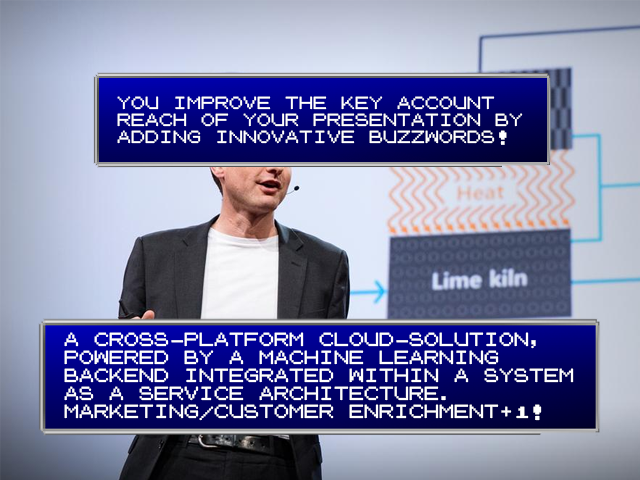 YOU IMPROVE THE KEY ACCOUNT
REACH OF YOUR PRESENTATION BY
ADDING INNOVATIVE BUZZWORDS!
Heat
Lime kiln
A CROSS-PLATFORM CLOUD-SOLUTION,
POWERED BY A MACHINE LEARNING
BACKEND INTEGRATED WITHIN A SYSTEM
AS A SERVICE ARCHITECTURE.
MARKETING/CUSTOMER ENRICHMENT+1!